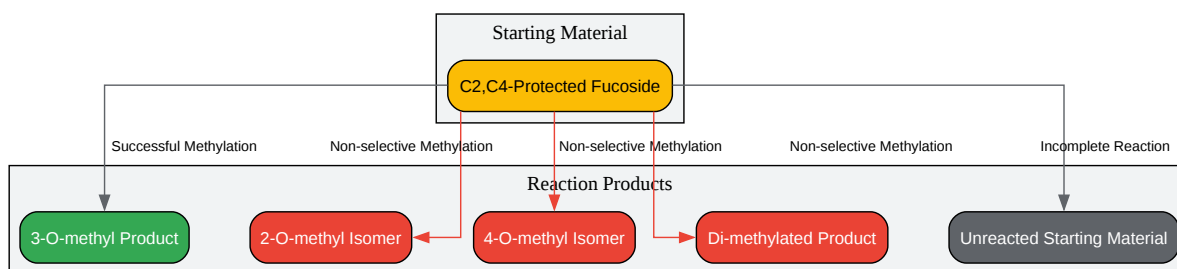 Starting Material
C2,C4-Protected Fucoside
Successful Methylation
Non-selective Methylation
Non-selective Methylation
Non-selective Methylation
Incomplete Reaction
Reaction Products
3-O-methyl Product
2-O-methyl Isomer
4-O-methyl Isomer
Di-methylated Product
Unreacted Starting Material